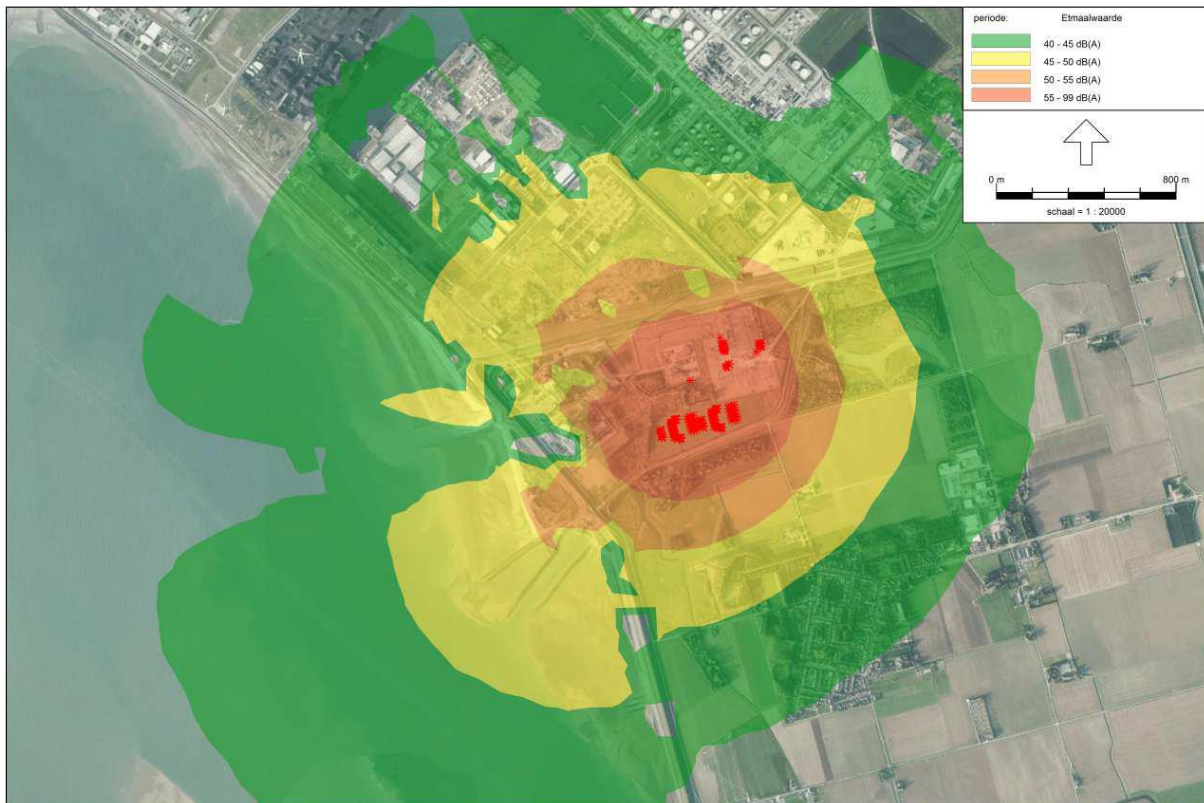 periode: Etmaalwaarde
40 - 45 dB(A)
45 - 50 dB(A)
50 - 55 dB(A)
55 - 99 dB(A)
0 m 800 m
schaal = 1 : 20000